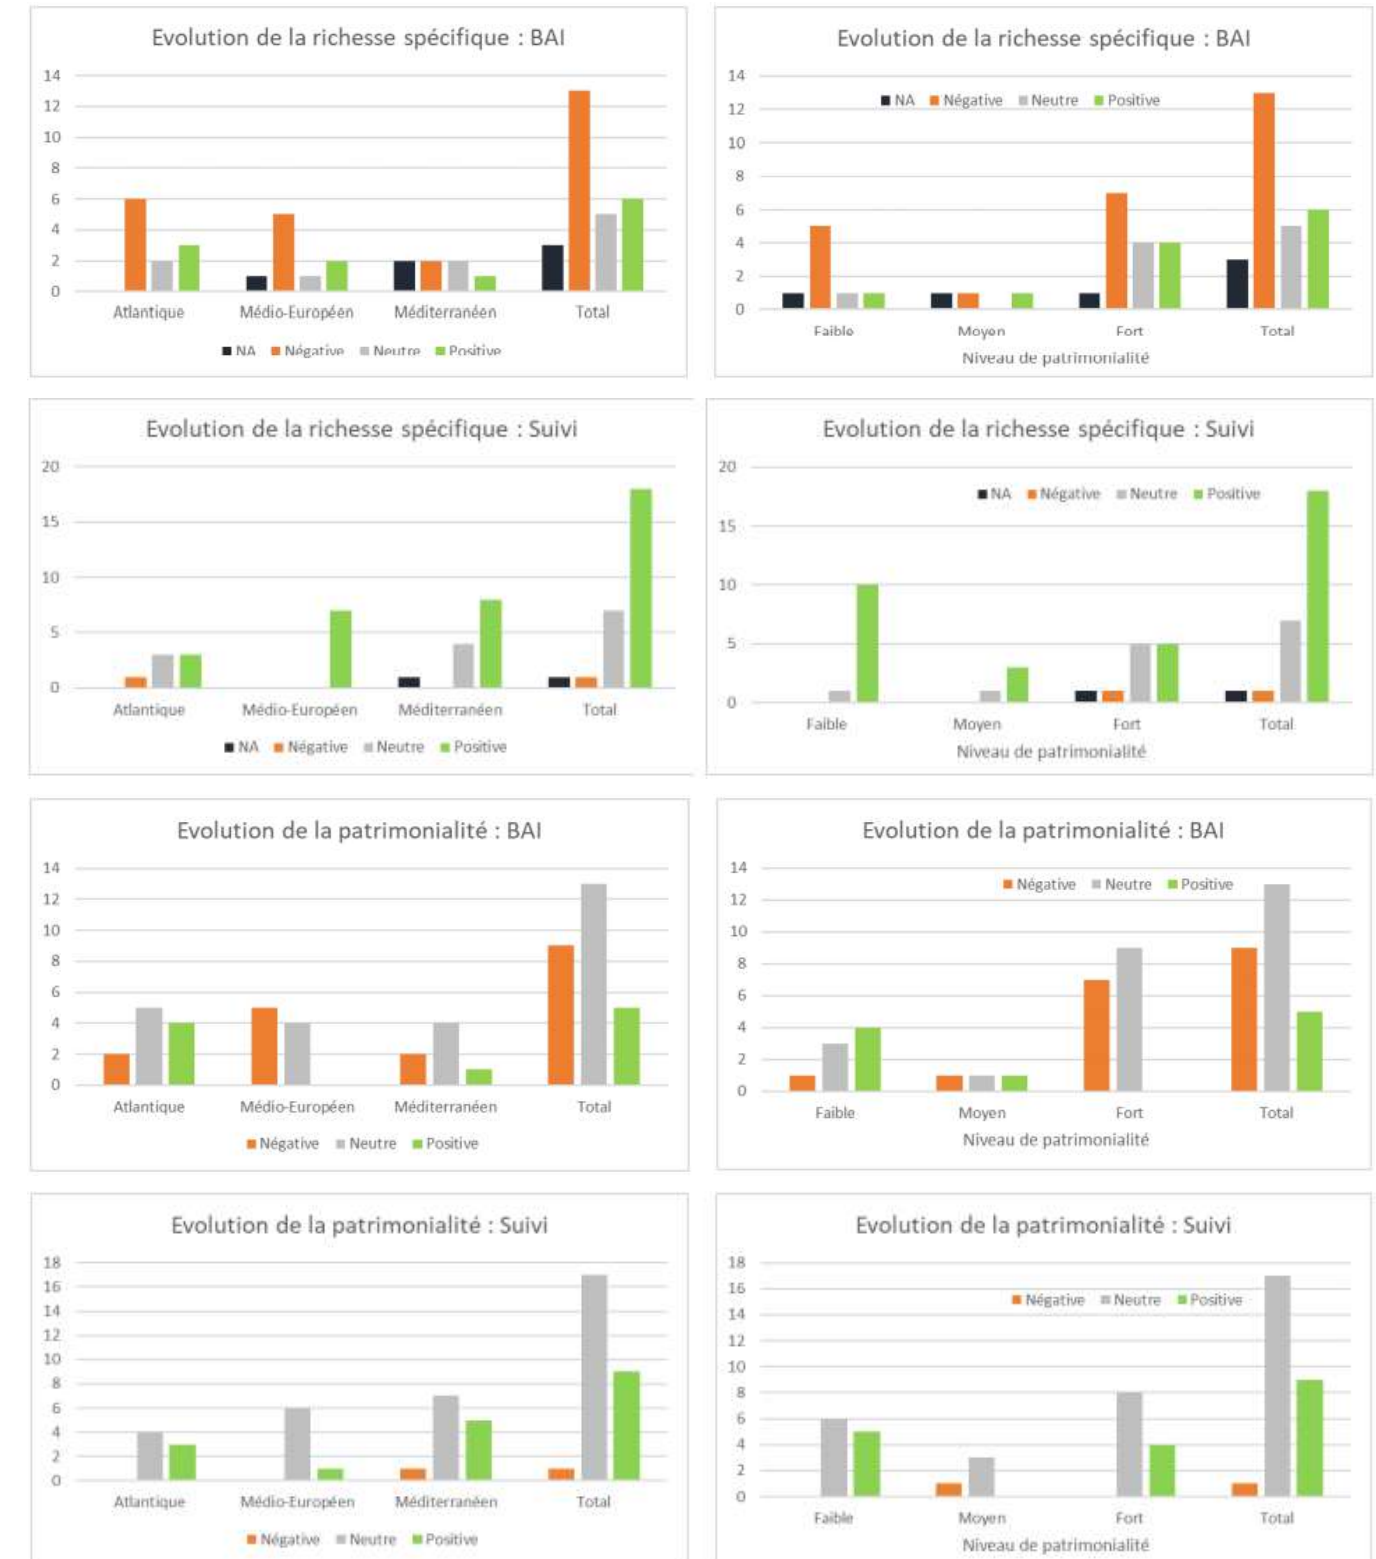 Evolution de la richesse spécifique : BAI
14
12
10
8
6
4
2
0
Atlantique Médio-Européen Méditerranéen Total
NA Négative Neutre Positive
Evolution de la richesse spécifique : BAI
14
NA Négative Neutre Positive
12
10
8
6
4
2
0
Faible Moyen Fort Total
Niveau de patrimonialité
Evolution de la richesse spécifique : Suivi
20
15
10
5
0
Atlantique Médio-Européen Méditerranéen Total
NA Négative Neutre Positive
Evolution de la richesse spécifique : Suivi
20
NA Négative Neutre Positive
15
10
5
0
Faible Moyen Fort Total
Niveau de patrimonialité
Evolution de la patrimonialité : BAI
14
12
10
8
6
4
2
0
Atlantique Médio-Européen Méditerranéen Total
Négative Neutre Positive
Evolution de la patrimonialité : BAI
14
Négative Neutre Positive
12
10
8
6
4
2
0
Faible Moyen Fort Total
Niveau de patrimonialité
Evolution de la patrimonialité : Suivi
18
16
14
12
10
8
6
4
2
0
Atlantique Médio-Européen Méditerranéen Total
Négative Neutre Positive
Evolution de la patrimonialité : Suivi
18
16
Négative Neutre Positive
14
12
10
8
6
4
2
0
Faible Moyen Fort Total
Niveau de patrimonialité